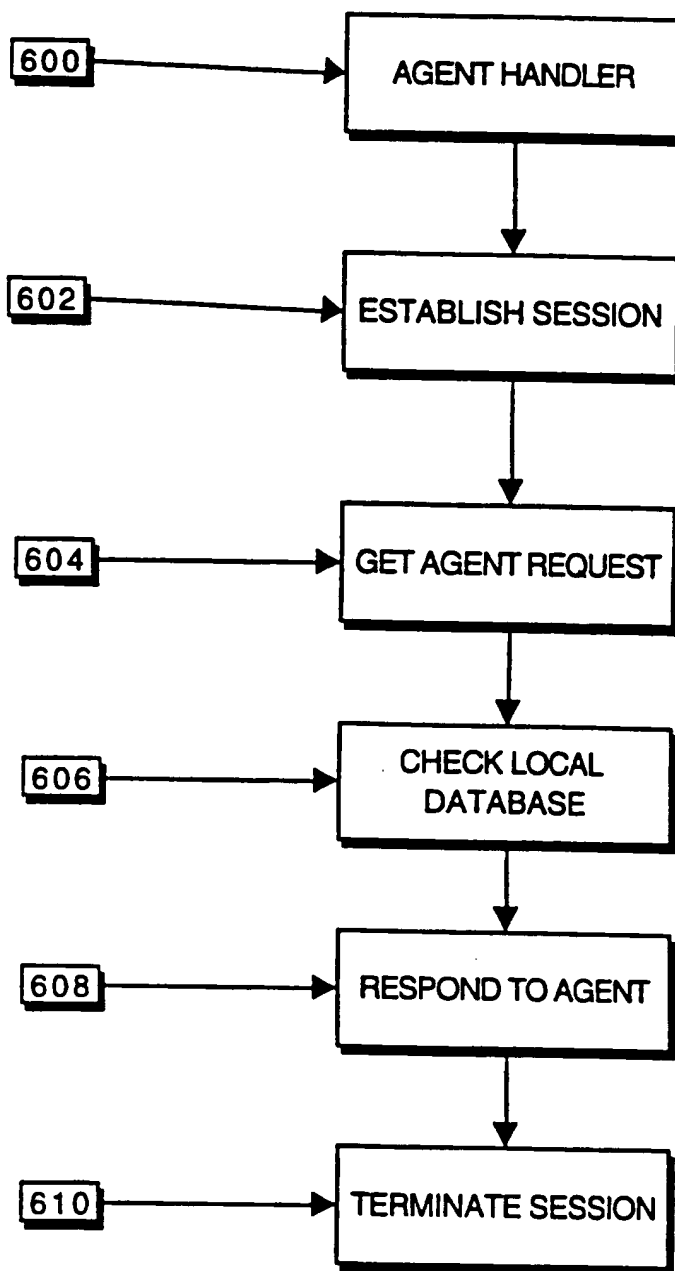 600
AGENT HANDLER
602
ESTABLISH SESSION
604
GET AGENT REQUEST
606
CHECK LOCAL
DATABASE
608
RESPOND TO AGENT
610
TERMINATE SESSION